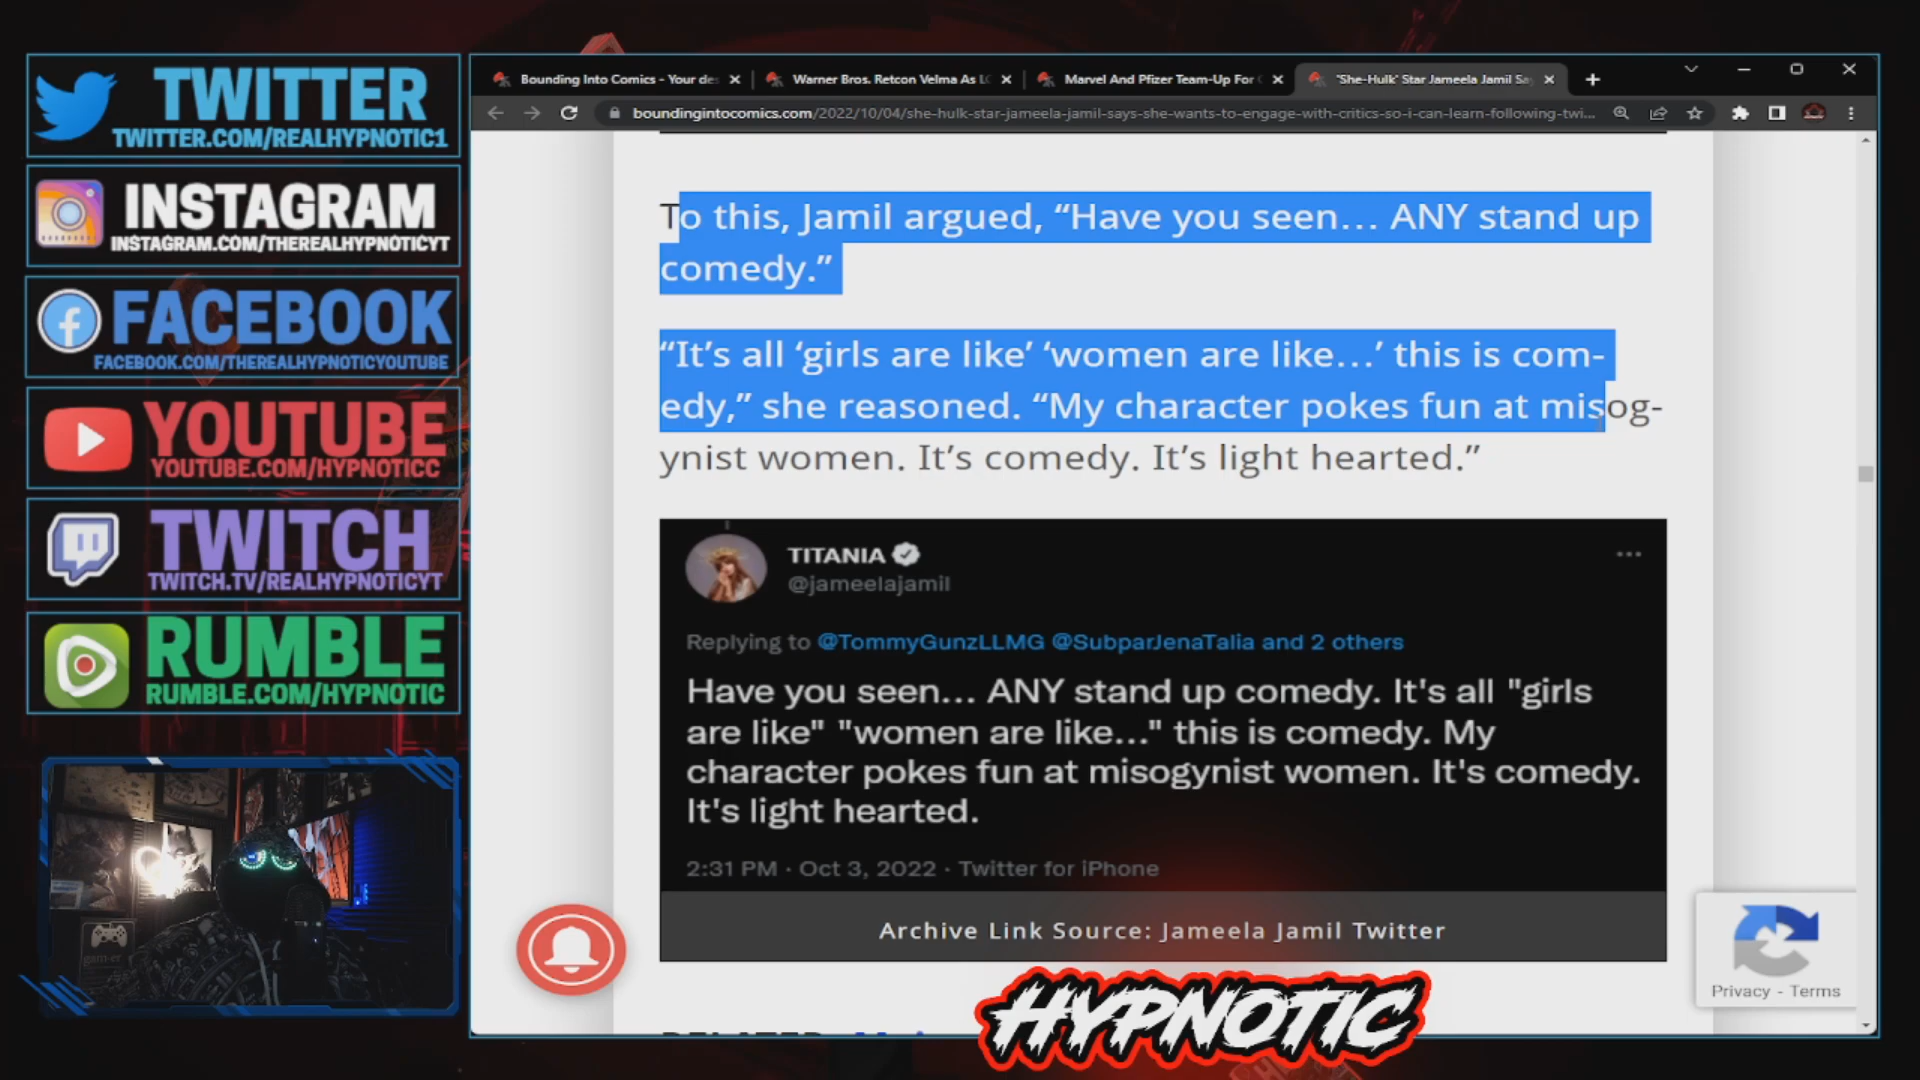 TWITTER
TWITTER.COM/REALHYPNOTIC1
INSTAGRAM
INSTAGRAM.COM/THEREALHYPNOTICYT
FACEBOOK
FACEBOOK.COM/THEREALHYPNOTICYOUTUBE
YOUTUBE
YOUTUBE.COM/HYPNOTICC
TWITCH
TWITCH.TV/REALHYPNOTICYT
RUMBLE
RUMBLE.COM/HYPNOTIC
Bounding Into Comics - Your des
Warner Bros. Retcon Velma As L
Marvel And Pfizer Team-Up For
'She-Hulk' Star Jameela Jamil Sa
boundingintocomics.com/2022/10/04/she-hulk-star-jameela-jamil-says-she-wants-to-engage-with-critics-so-i-can-learn-following-twi...
To this, Jamil argued, “Have you seen… ANY stand up
comedy.”
“It’s all ‘girls are like’ ‘women are like…’ this is com-
edy,” she reasoned. “My character pokes fun at misog-
ynist women. It’s comedy. It’s light hearted.”
TITANIA
@jameelajamil
Replying to @TommyGunzLLMG @SubparJenaTalia and 2 others
Have you seen... ANY stand up comedy. It's all "girls
are like" "women are like..." this is comedy. My
character pokes fun at misogynist women. It's comedy.
It's light hearted.
2:31 PM · Oct 3, 2022 · Twitter for iPhone
Archive Link Source: Jameela Jamil Twitter
Privacy - Terms
HYPNOTIC